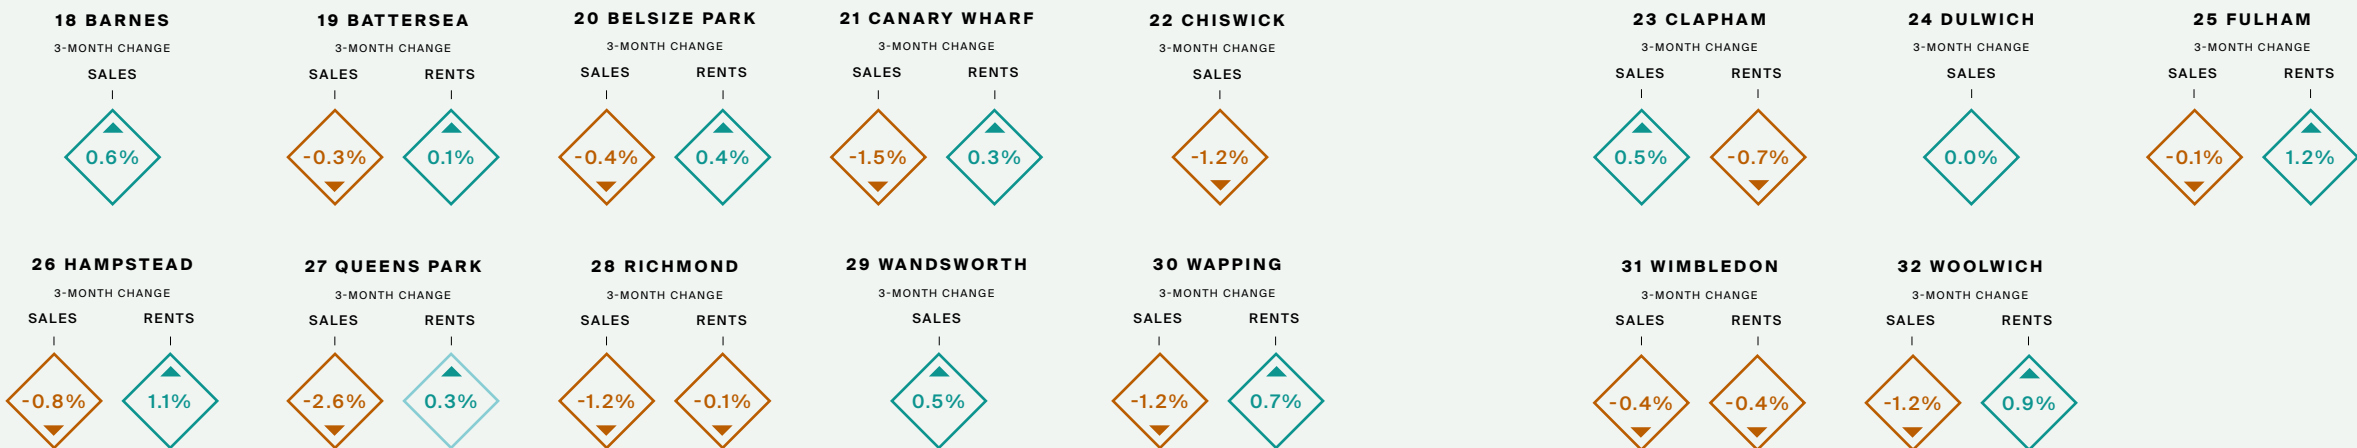 18 BARNES
3-MONTH CHANGE
SALES
0.6%
19 BATTERSEA
3-MONTH CHANGE
SALES RENTS
-0.3% 0.1%
20 BELSIZE PARK
3-MONTH CHANGE
SALES RENTS
-0.4% 0.4%
21 CANARY WHARF
3-MONTH CHANGE
SALES RENTS
-1.5% 0.3%
22 CHISWICK
3-MONTH CHANGE
SALES
-1.2%
23 CLAPHAM
3-MONTH CHANGE
SALES RENTS
0.5% -0.7%
24 DULWICH
3-MONTH CHANGE
SALES
0.0%
25 FULHAM
3-MONTH CHANGE
SALES RENTS
-0.1% 1.2%
26 HAMPSTEAD
3-MONTH CHANGE
SALES RENTS
-0.8% 1.1%
27 QUEENS PARK
3-MONTH CHANGE
SALES RENTS
-2.6% 0.3%
28 RICHMOND
3-MONTH CHANGE
SALES RENTS
-1.2% -0.1%
29 WANDSWORTH
3-MONTH CHANGE
SALES
0.5%
30 WAPPING
3-MONTH CHANGE
SALES RENTS
-1.2% 0.7%
31 WIMBLEDON
3-MONTH CHANGE
SALES RENTS
-0.4% -0.4%
32 WOOLWICH
3-MONTH CHANGE
SALES RENTS
-1.2% 0.9%